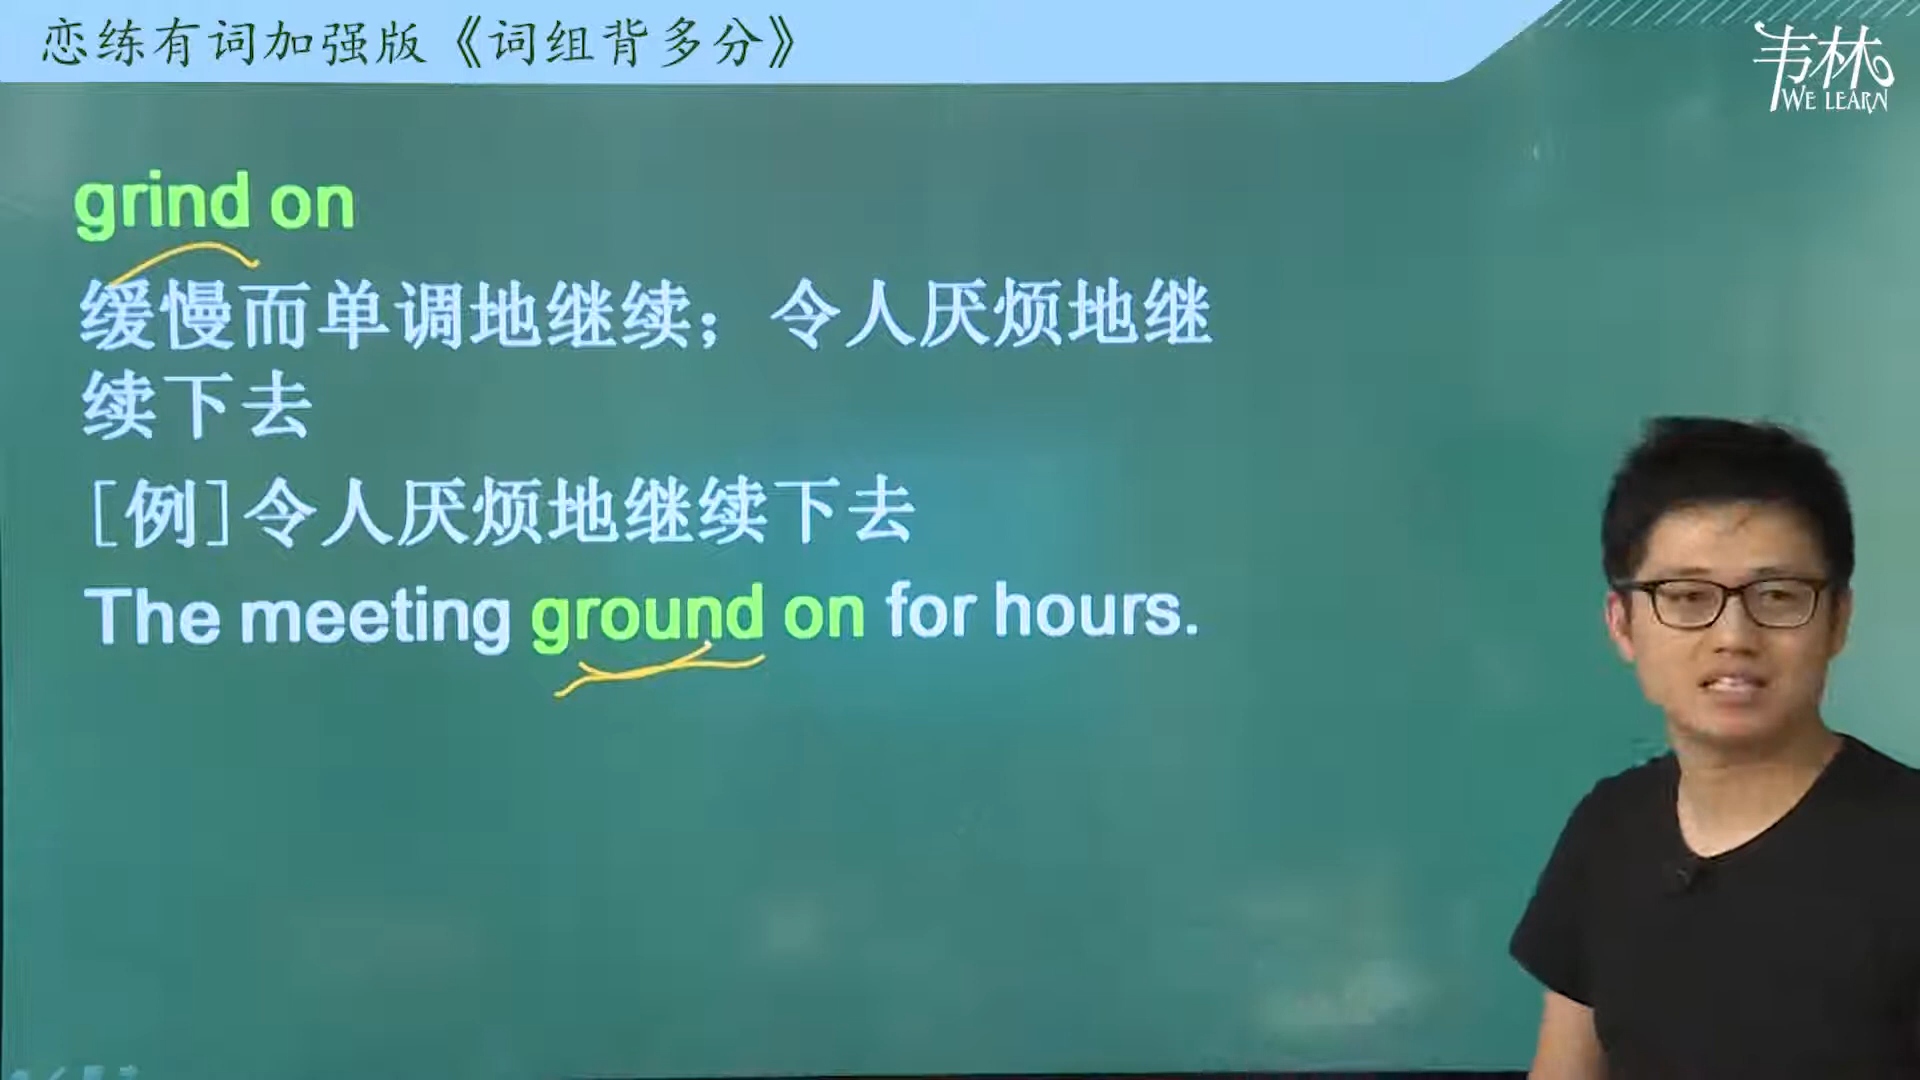 恋练有词加强版《词组背多分》
韦林
WE LEARN
grind on
缓慢而单调地继续；令人厌烦地继
续下去
[例]令人厌烦地继续下去
The meeting ground on for hours.